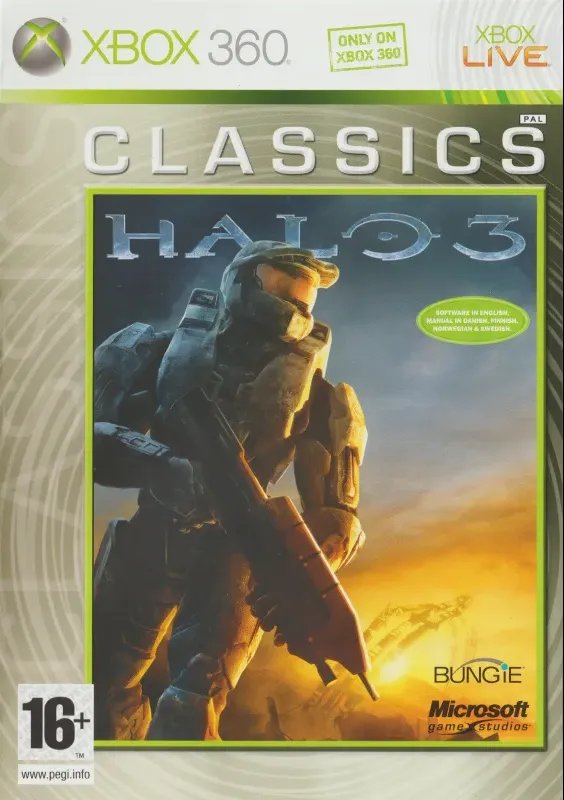 XBOX 360
ONLY ON
XBOX 360
XBOX
LIVE
PAL
CLASSICS
HALO 3
SOFTWARE IN ENGLISH.
MANUAL IN DANISH, FINNISH,
NORWEGIAN & SWEDISH.
BUNGiE
Microsoft
game studios
16+
TM
www.pegi.info